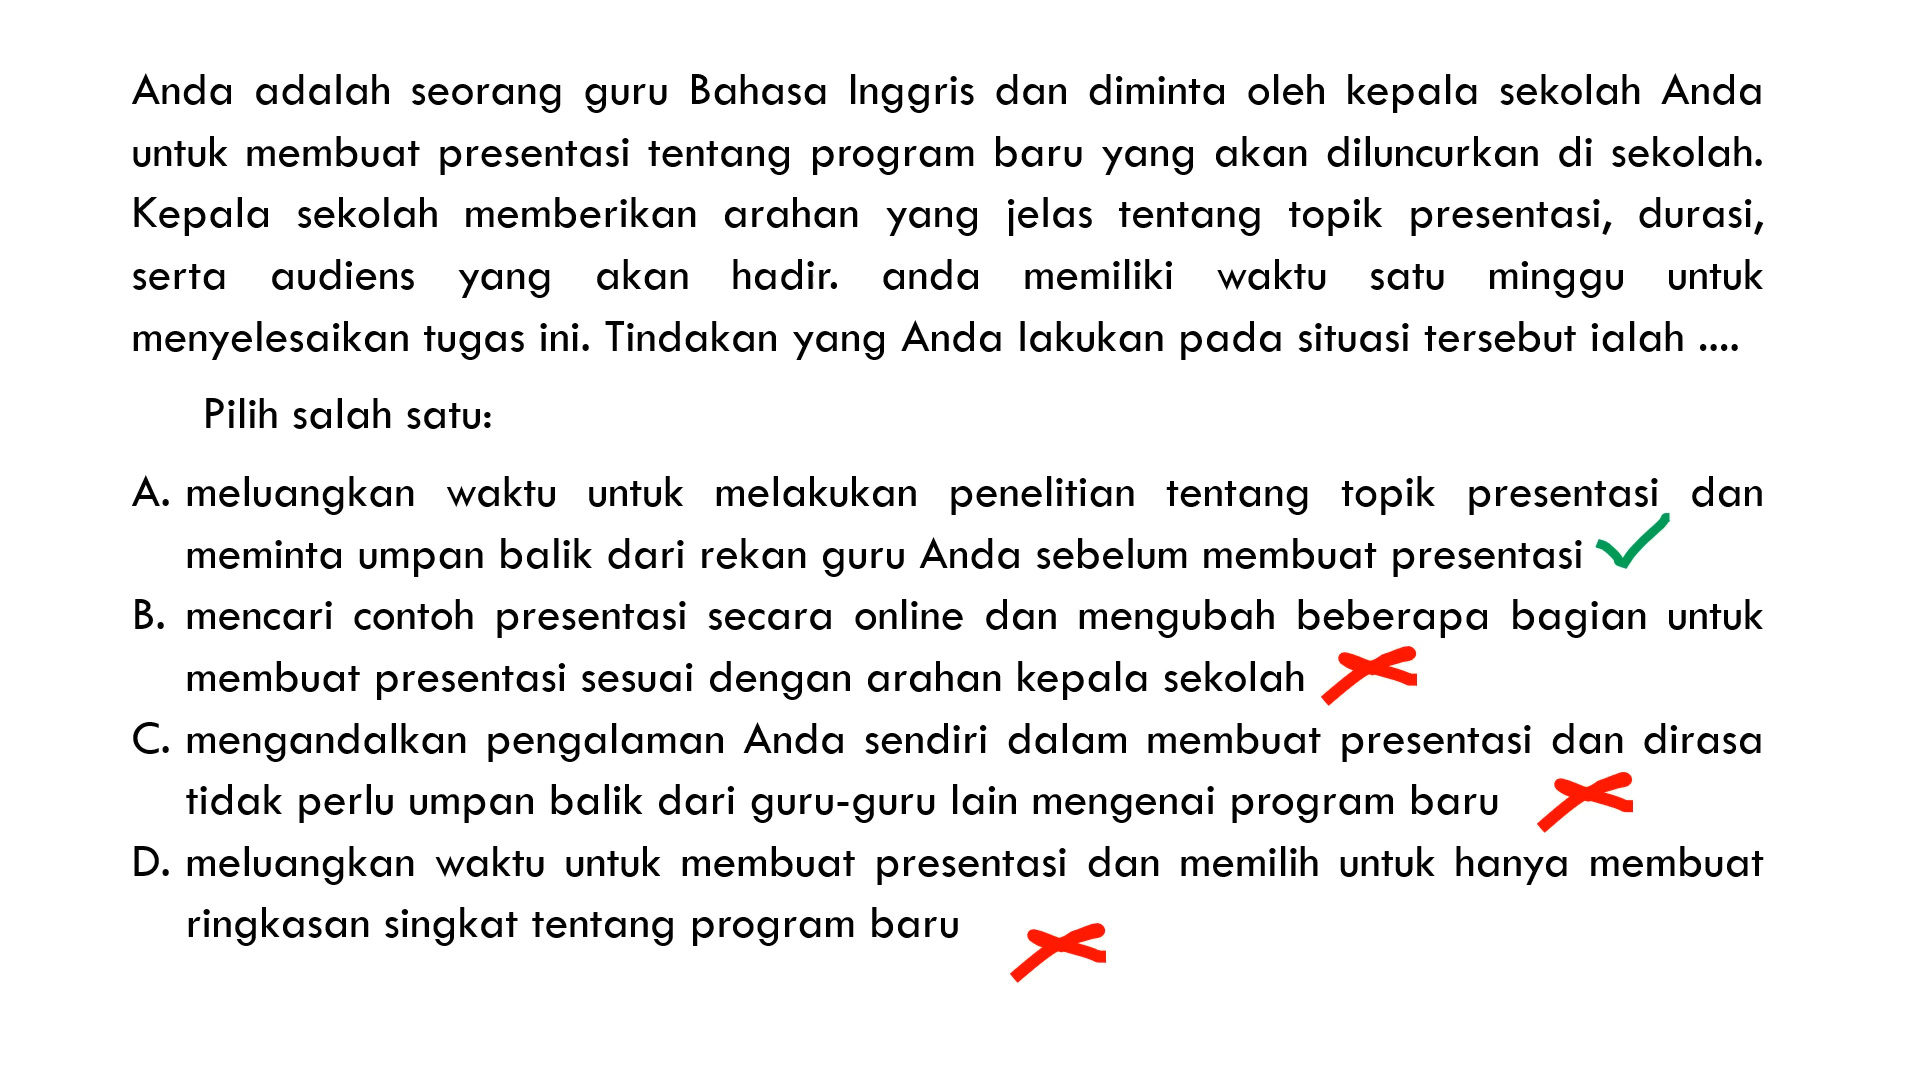 Anda adalah seorang guru Bahasa Inggris dan diminta oleh kepala sekolah Anda
untuk membuat presentasi tentang program baru yang akan diluncurkan di sekolah.
Kepala sekolah memberikan arahan yang jelas tentang topik presentasi, durasi,
serta audiens yang akan hadir. anda memiliki waktu satu minggu untuk
menyelesaikan tugas ini. Tindakan yang Anda lakukan pada situasi tersebut ialah ....
Pilih salah satu:
A. meluangkan waktu untuk melakukan penelitian tentang topik presentasi dan
meminta umpan balik dari rekan guru Anda sebelum membuat presentasi
B. mencari contoh presentasi secara online dan mengubah beberapa bagian untuk
membuat presentasi sesuai dengan arahan kepala sekolah
C. mengandalkan pengalaman Anda sendiri dalam membuat presentasi dan dirasa
tidak perlu umpan balik dari guru-guru lain mengenai program baru
D. meluangkan waktu untuk membuat presentasi dan memilih untuk hanya membuat
ringkasan singkat tentang program baru